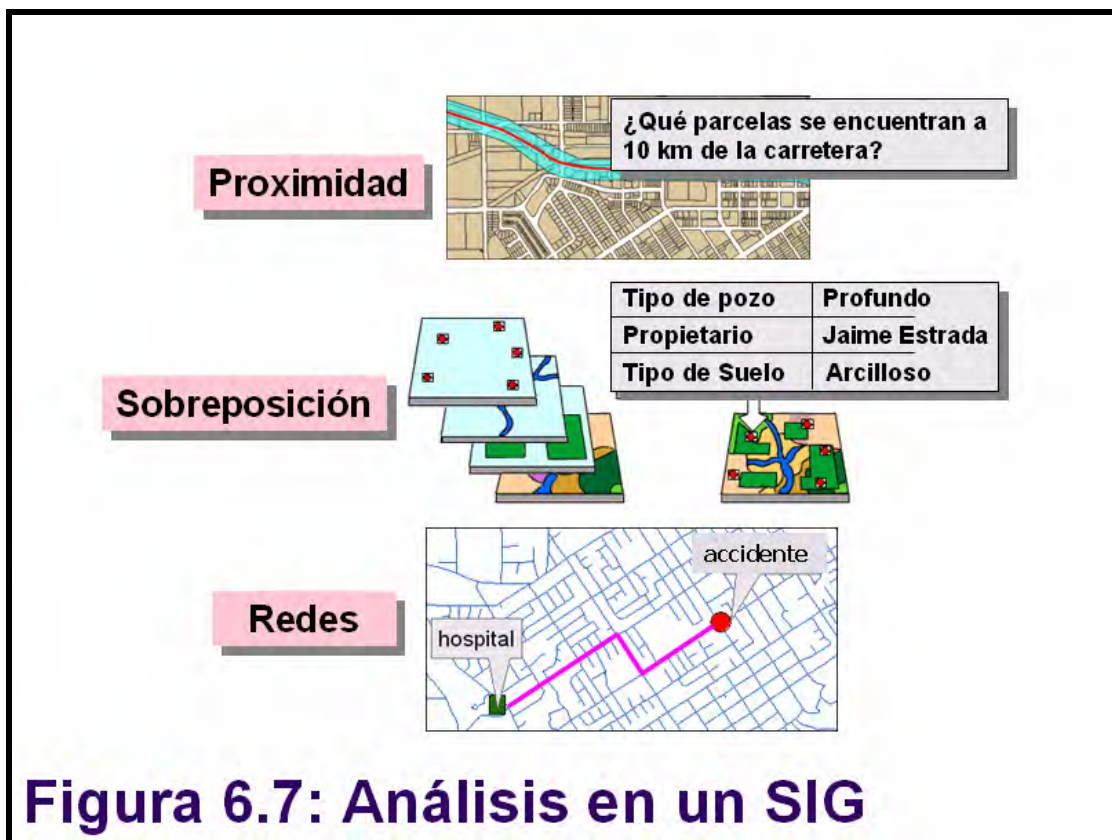 ¿Qué parcelas se encuentran a
10 km de la carretera?
Proximidad
Tipo de pozo Profundo
Propietario Jaime Estrada
Tipo de Suelo Arcilloso
Sobreposición
accidente
Redes
hospital
Figura 6.7: Análisis en un SIG